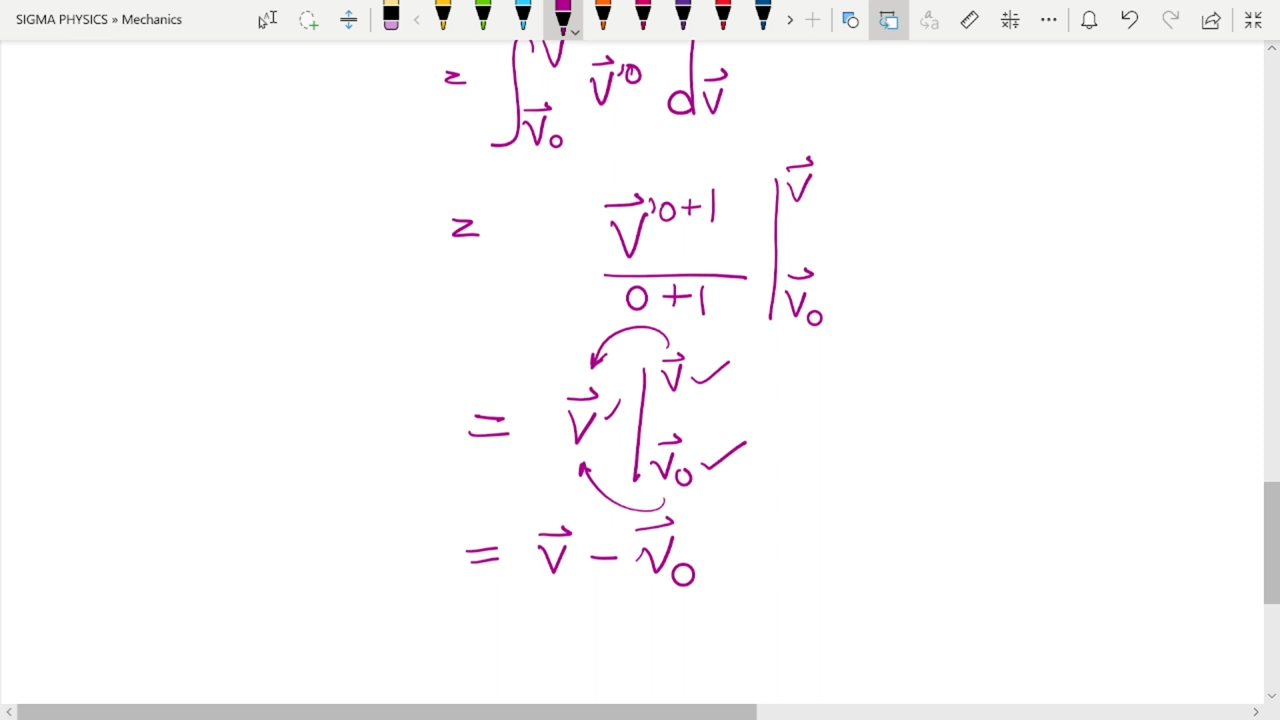 SIGMA PHYSICS » Mechanics
= ∫_{v⃗₀}^{v⃗} v⃗'⁰ dv⃗
= v⃗'^{0+1} / 0+1 |_{v⃗₀}^{v⃗}
= v⃗' |_{v⃗₀ ✓}^{v⃗ ✓}
= v⃗ − v⃗₀